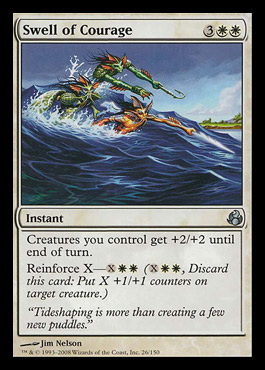 Swell of Courage 3
Instant
Creatures you control get +2/+2 until
end of turn.
Reinforce X—X (X, Discard
this card: Put X +1/+1 counters on
target creature.)
"Tideshaping is more than creating a few
new puddles."
Jim Nelson
™ & © 1993-2008 Wizards of the Coast, Inc. 26/150